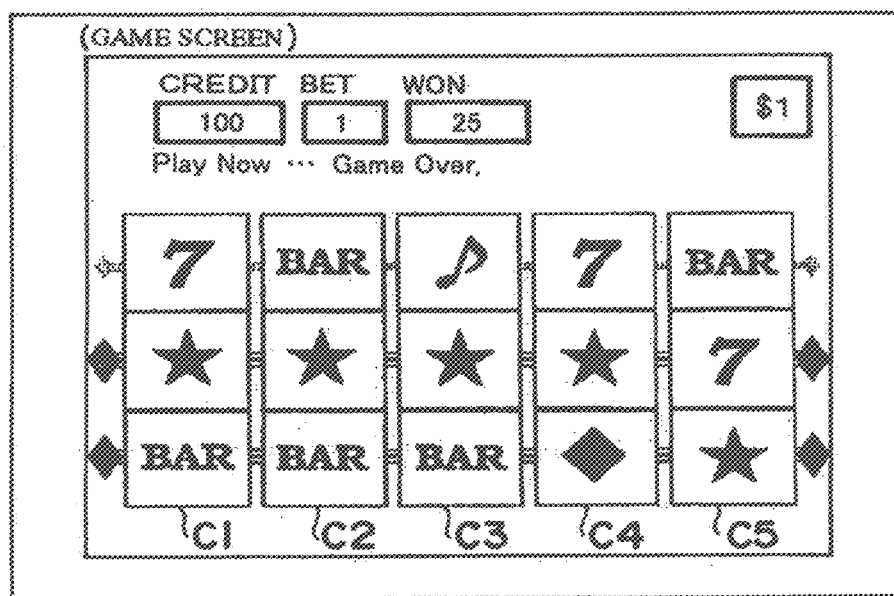 (GAME SCREEN)
CREDIT BET WON
100 1 25 $1
Play Now ··· Game Over,
7 BAR 7 BAR
7
BAR BAR BAR
C1 C2 C3 C4 C5